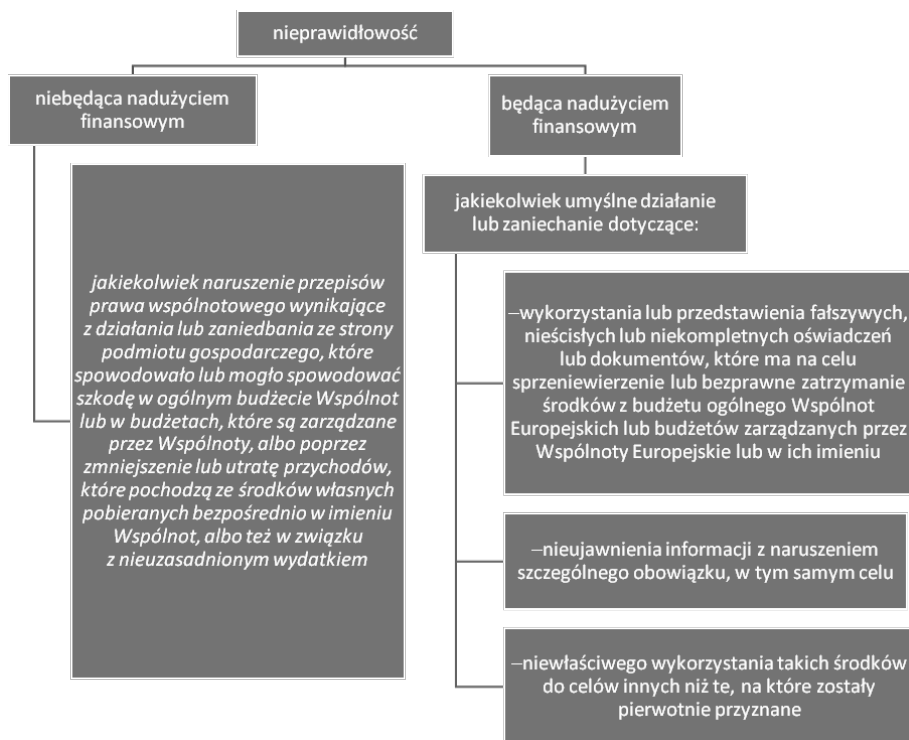 nieprawidłowość
niebędąca nadużyciem
finansowym
jakiekolwiek naruszenie przepisów
prawa wspólnotowego wynikające
z działania lub zaniedbania ze strony
podmiotu gospodarczego, które
spowodowało lub mogło spowodować
szkodę w ogólnym budżecie Wspólnot
lub w budżetach, które są zarządzane
przez Wspólnoty, albo poprzez
zmniejszenie lub utratę przychodów,
które pochodzą ze środków własnych
pobieranych bezpośrednio w imieniu
Wspólnot, albo też w związku
z nieuzasadnionym wydatkiem
będąca nadużyciem
finansowym
jakiekolwiek umyślne działanie
lub zaniechanie dotyczące:
–wykorzystania lub przedstawienia fałszywych,
nieścisłych lub niekompletnych oświadczeń
lub dokumentów, które ma na celu
sprzeniewierzenie lub bezprawne zatrzymanie
środków z budżetu ogólnego Wspólnot
Europejskich lub budżetów zarządzanych przez
Wspólnoty Europejskie lub w ich imieniu
–nieujawnienia informacji z naruszeniem
szczególnego obowiązku, w tym samym celu
–niewłaściwego wykorzystania takich środków
do celów innych niż te, na które zostały
pierwotnie przyznane